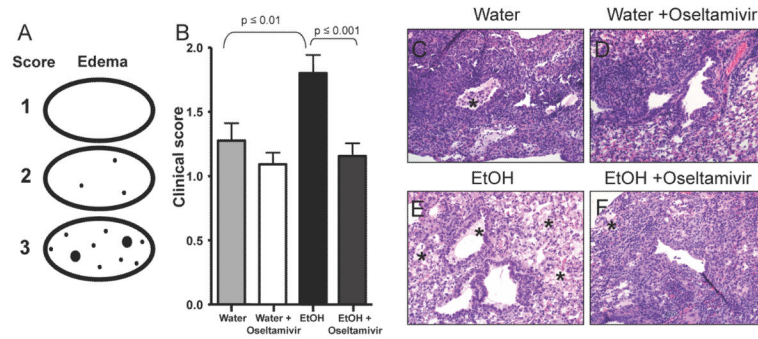 A
Score Edema
1
2
3
B
p ≤ 0.01
p ≤ 0.001
Clinical score
2.0
1.5
1.0
0.5
0.0
Water
Water +
Oseltamivir
EtOH
EtOH +
Oseltamivir
Water
Water +Oseltamivir
C
*
D
EtOH
EtOH +Oseltamivir
E
* * * *
F
*